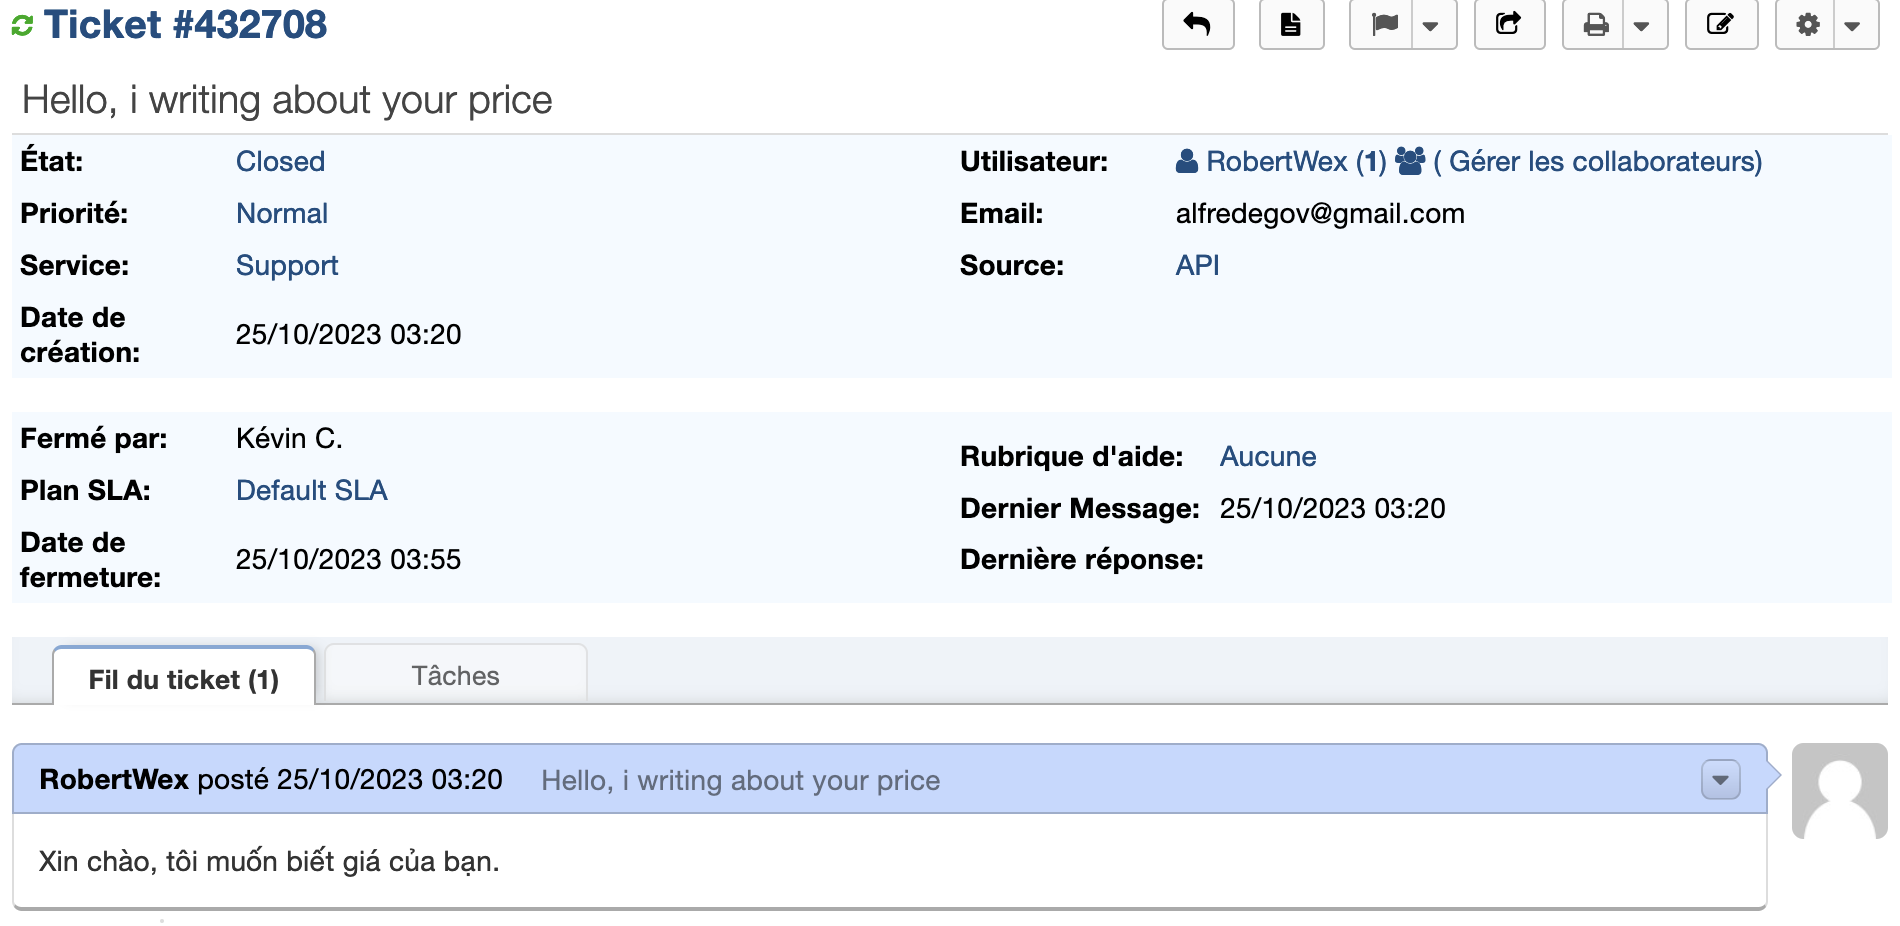 Ticket #432708
Hello, i writing about your price
État: Closed
Priorité: Normal
Service: Support
Date de création: 25/10/2023 03:20
Utilisateur: RobertWex (1) ( Gérer les collaborateurs)
Email: alfredegov@gmail.com
Source: API
Fermé par: Kévin C.
Plan SLA: Default SLA
Date de fermeture: 25/10/2023 03:55
Rubrique d'aide: Aucune
Dernier Message: 25/10/2023 03:20
Dernière réponse:
Fil du ticket (1) Tâches
RobertWex posté 25/10/2023 03:20 Hello, i writing about your price
Xin chào, tôi muốn biết giá của bạn.